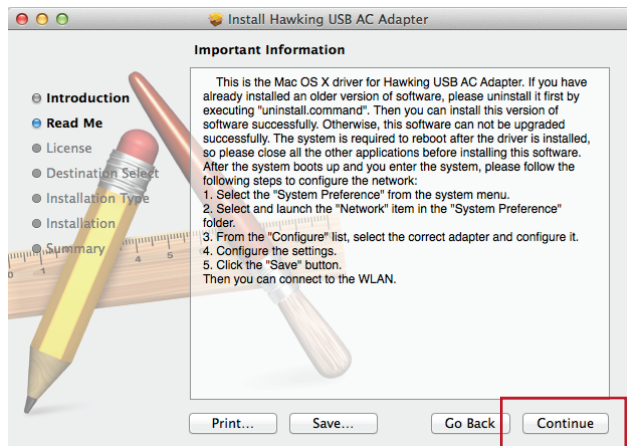 Install Hawking USB AC Adapter
Important Information
Introduction
Read Me
License
Destination Select
Installation Type
Installation
Summary
This is the Mac OS X driver for Hawking USB AC Adapter. If you have
already installed an older version of software, please uninstall it first by
executing "uninstall.command". Then you can install this version of
software successfully. Otherwise, this software can not be upgraded
successfully. The system is required to reboot after the driver is installed,
so please close all the other applications before installing this software.
After the system boots up and you enter the system, please follow the
following steps to configure the network:
1. Select the "System Preference" from the system menu.
2. Select and launch the "Network" item in the "System Preference"
folder.
3. From the "Configure" list, select the correct adapter and configure it.
4. Configure the settings.
5. Click the "Save" button.
Then you can connect to the WLAN.
0 1 4 5
Print... Save... Go Back Continue